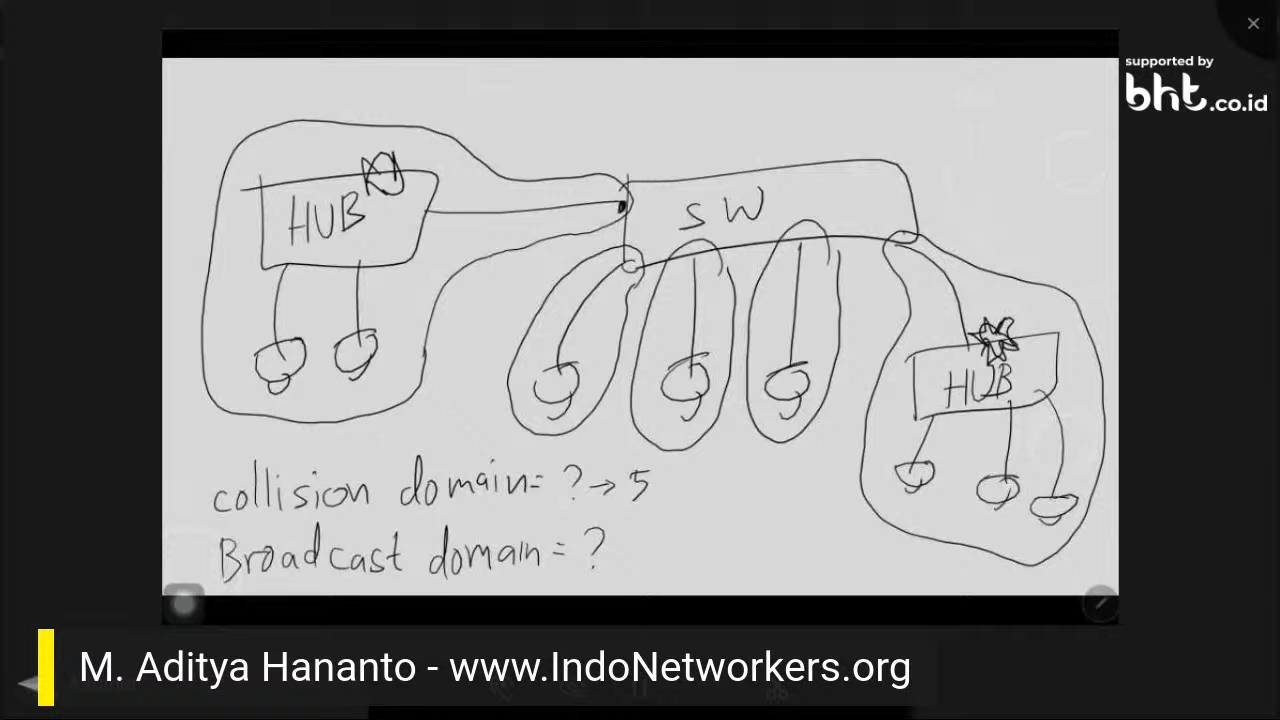 supported by
bht.co.id
HUB
SW
HUB
collision domain = ? → 5
Broadcast domain = ?
M. Aditya Hananto - www.IndoNetworkers.org